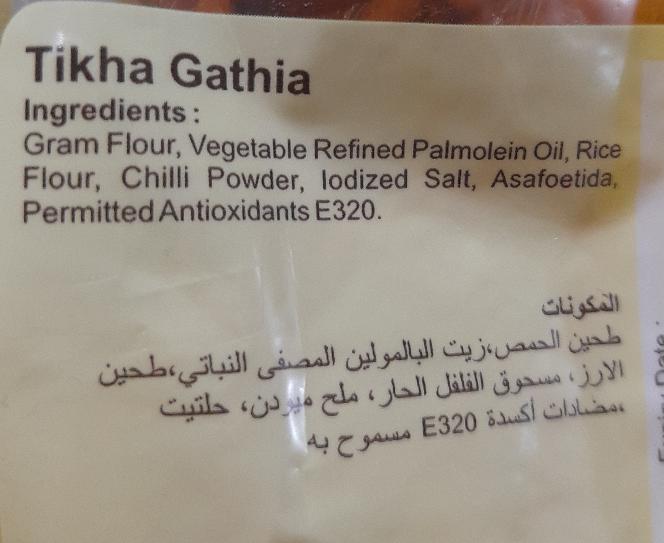 Tikha Gathia
Ingredients :
Gram Flour, Vegetable Refined Palmolein Oil, Rice
Flour, Chilli Powder, Iodized Salt, Asafoetida,
Permitted Antioxidants E320.
المكونات
طحين الحمص،زيت البالمولين المصفى النباتي،طحين
الارز، مسحوق الفلفل الحار، ملح ميودن، حلتيت
،مضادات أكسدة E320 مسموح به
Date :